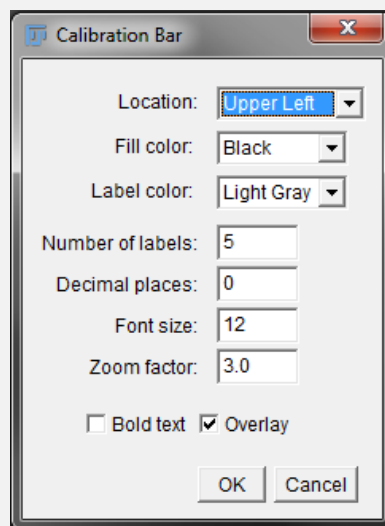 Calibration Bar
Location: Upper Left
Fill color: Black
Label color: Light Gray
Number of labels: 5
Decimal places: 0
Font size: 12
Zoom factor: 3.0
Bold text Overlay
OK Cancel